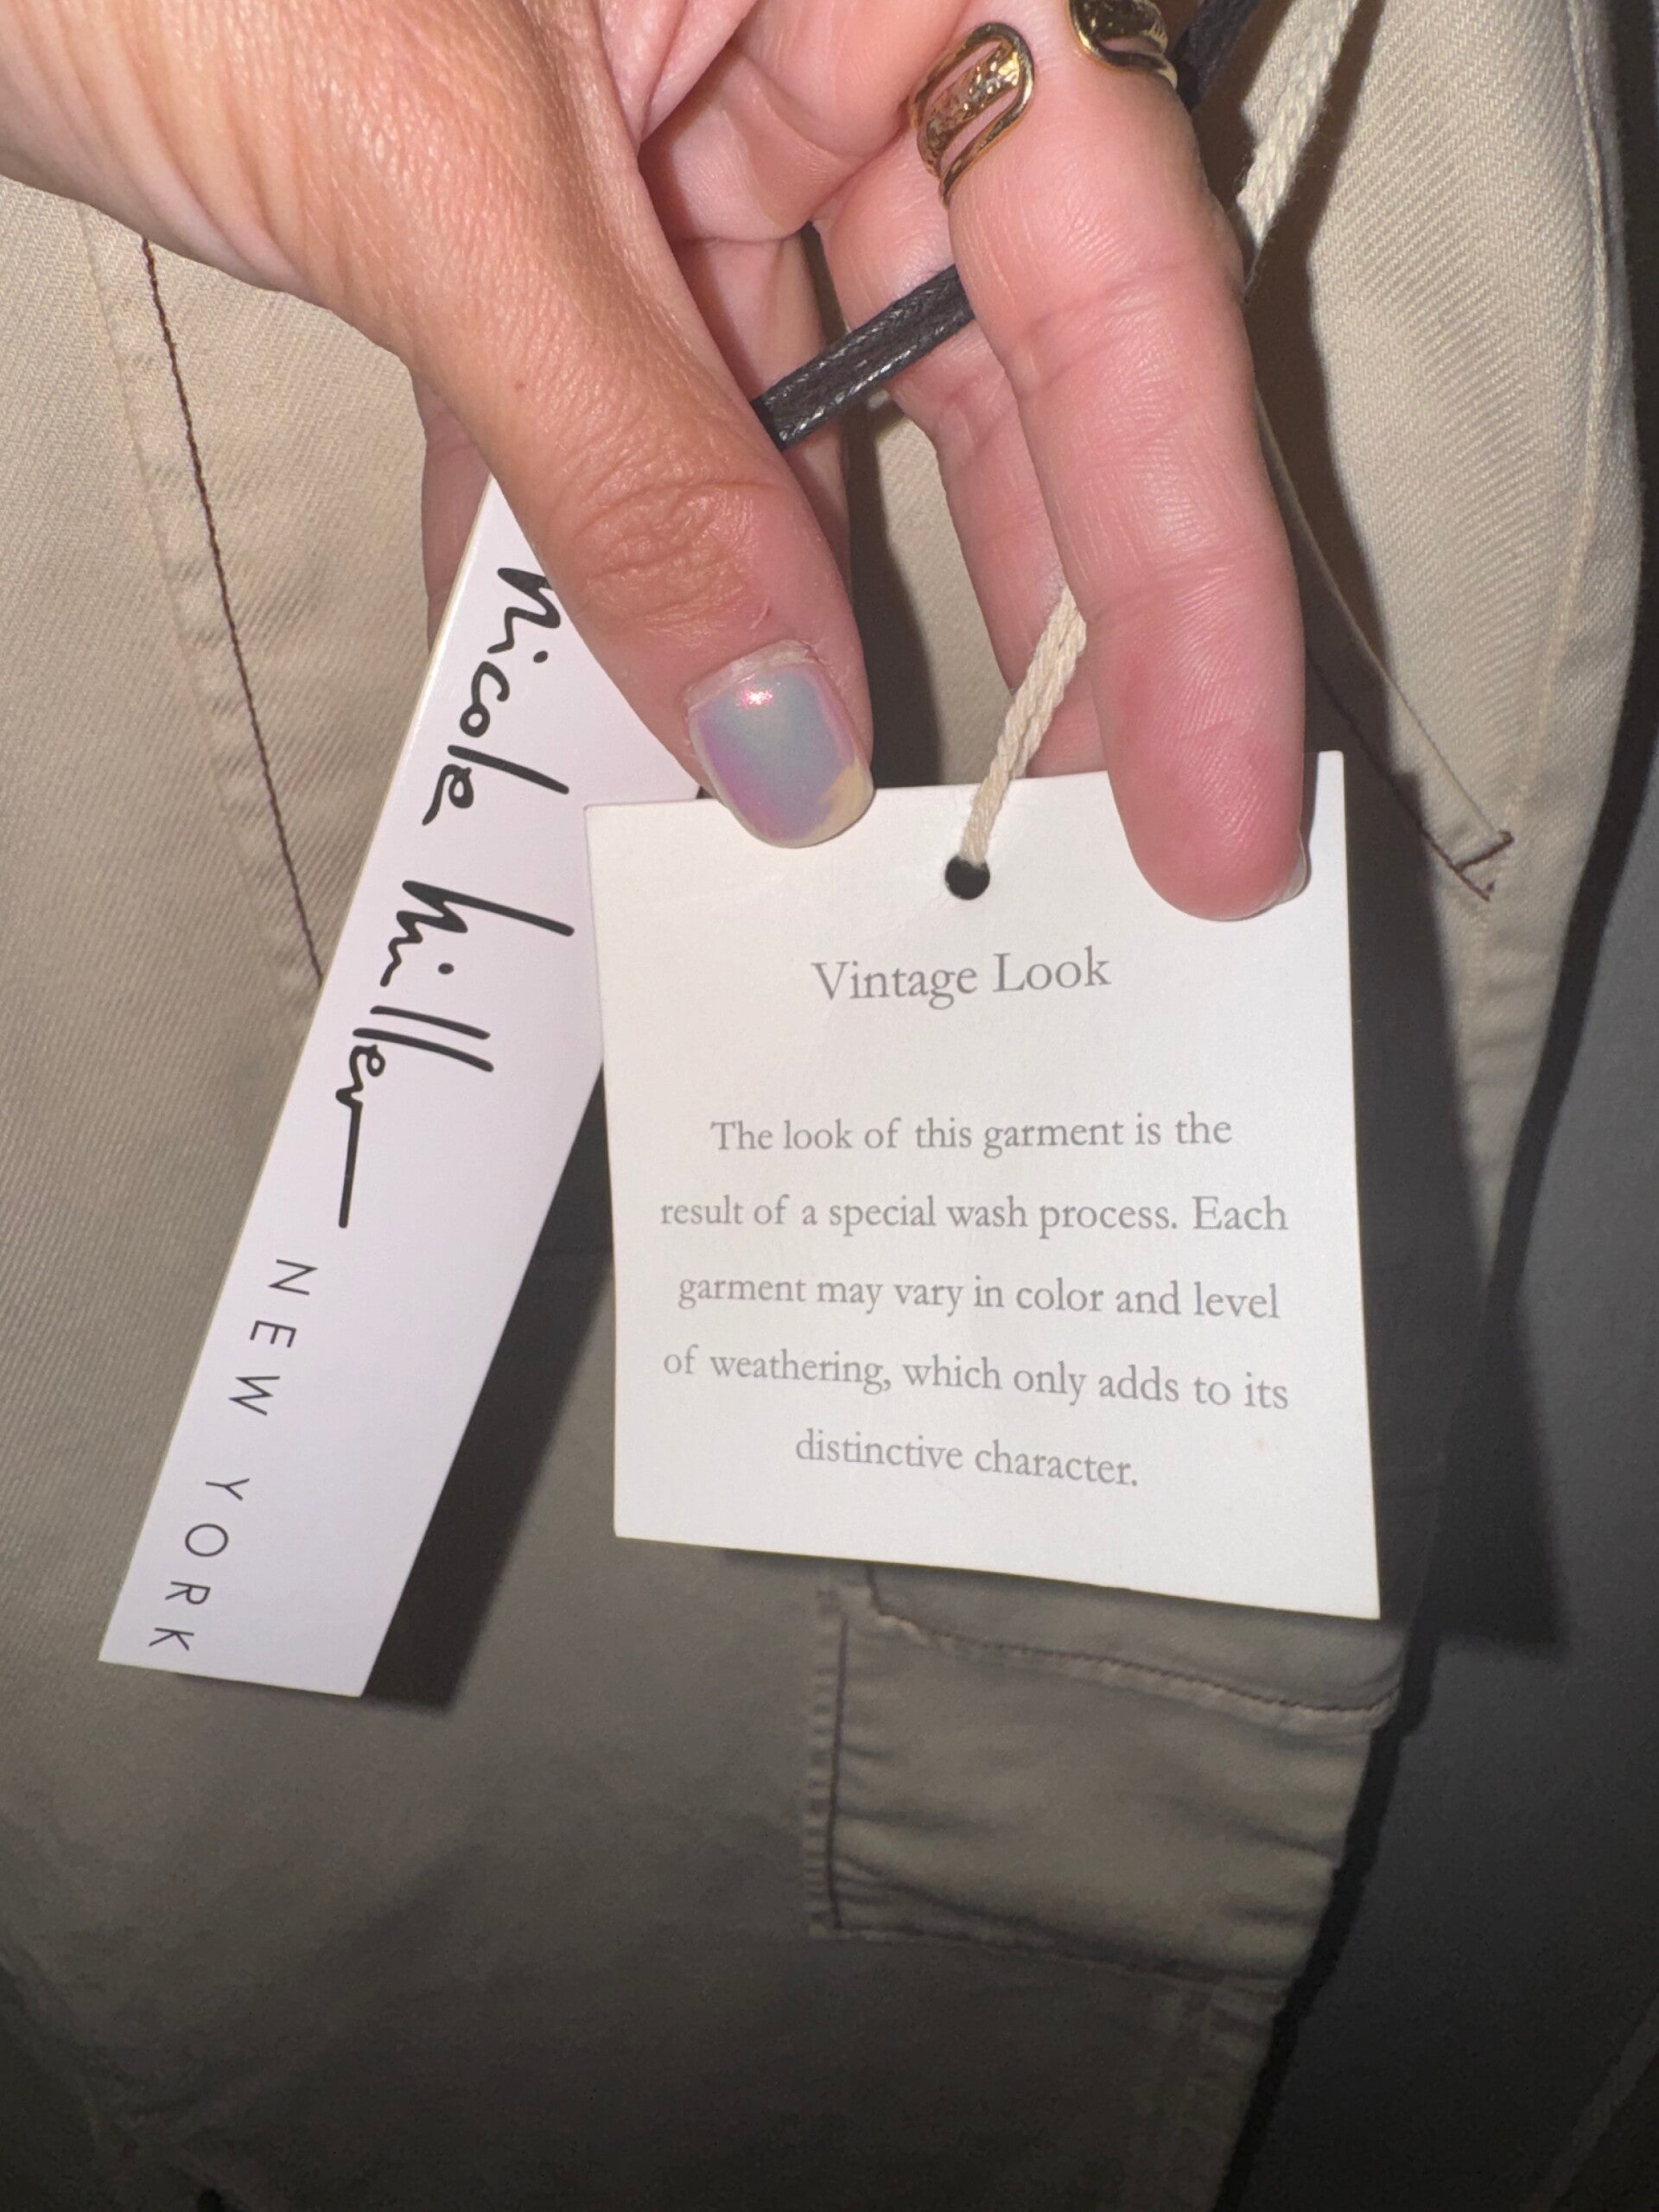 Nicole Miller
NEW YORK
Vintage Look
The look of this garment is the
result of a special wash process. Each
garment may vary in color and level
of weathering, which only adds to its
distinctive character.